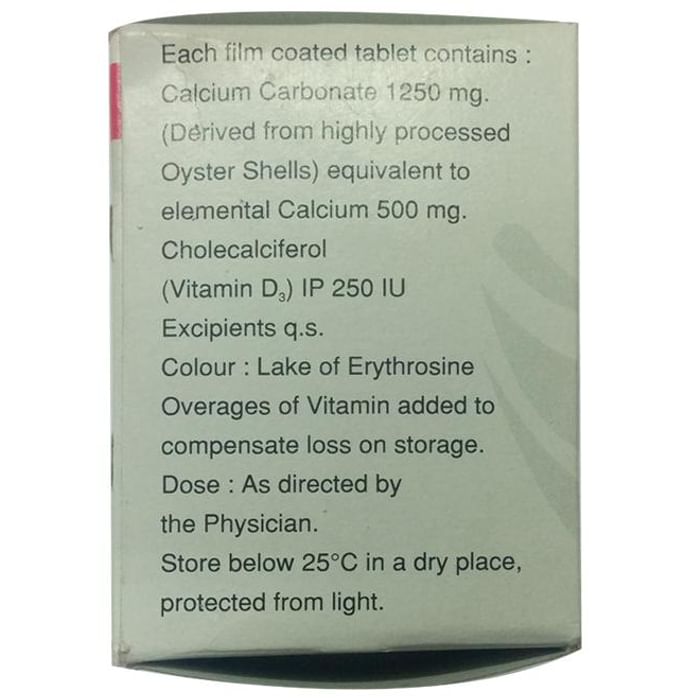 Each film coated tablet contains :
Calcium Carbonate 1250 mg.
(Derived from highly processed
Oyster Shells) equivalent to
elemental Calcium 500 mg.
Cholecalciferol
(Vitamin D₃) IP 250 IU
Excipients q.s.
Colour : Lake of Erythrosine
Overages of Vitamin added to
compensate loss on storage.
Dose : As directed by
the Physician.
Store below 25°C in a dry place,
protected from light.